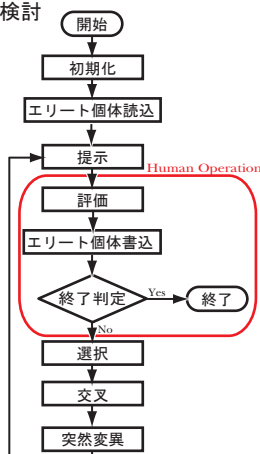 検討
開始
初期化
エリート個体読込
提示
Human Operation
評価
エリート個体書込
終了判定
Yes
終了
No
選択
交叉
突然変異